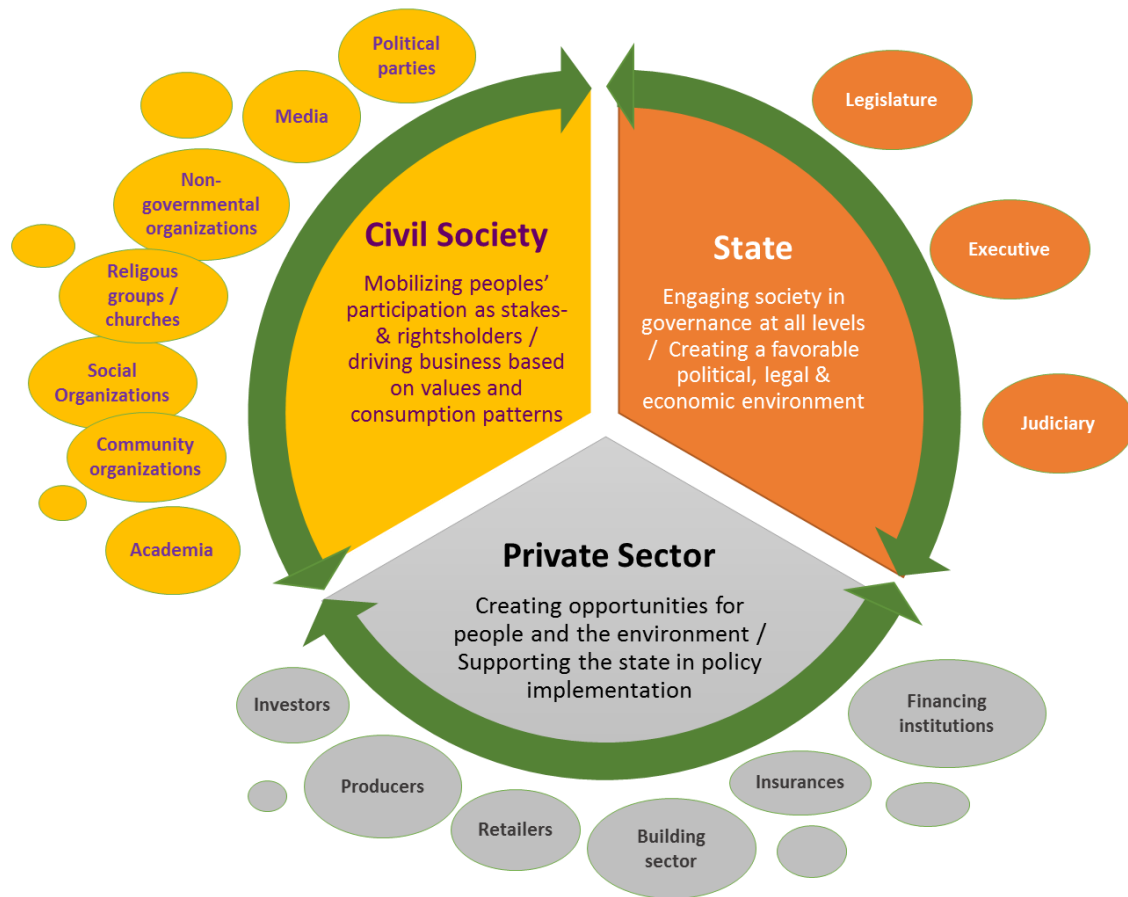 Political
parties
Media
Non-
governmental
organizations
Religous
groups /
churches
Social
Organizations
Community
organizations
Academia
Civil Society
Mobilizing peoples’
participation as stakes-
& rightsholders /
driving business based
on values and
consumption patterns
State
Engaging society in
governance at all levels
/ Creating a favorable
political, legal &
economic environment
Legislature
Executive
Judiciary
Private Sector
Creating opportunities for
people and the environment /
Supporting the state in policy
implementation
Investors
Producers
Retailers
Building
sector
Insurances
Financing
institutions